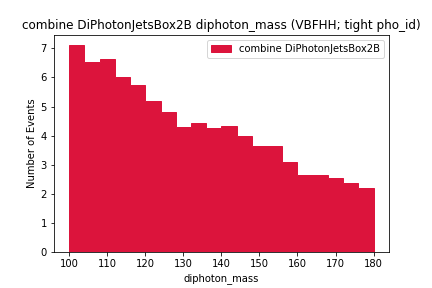 combine DiPhotonJetsBox2B diphoton_mass (VBFHH; tight pho_id)
combine DiPhotonJetsBox2B
Number of Events
7
6
5
4
3
2
1
0
100 110 120 130 140 150 160 170 180
diphoton_mass